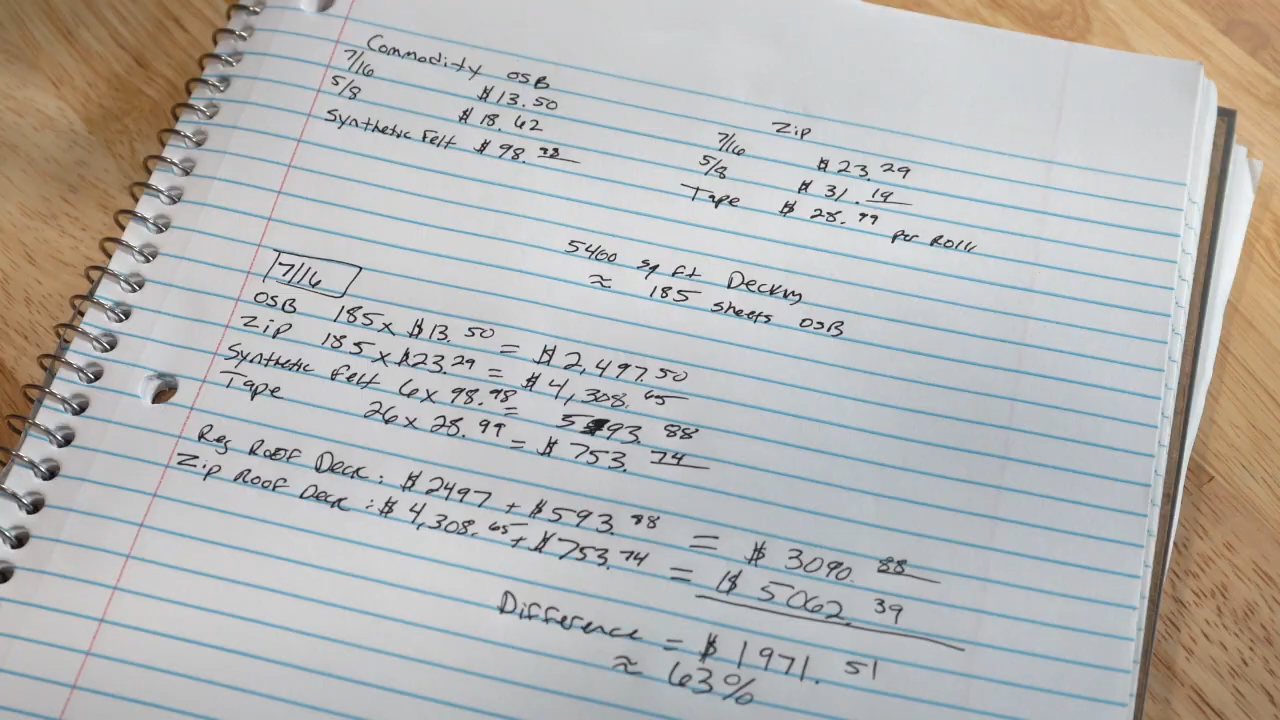 Commodity OSB
7/16 $13.50
5/8 $18.62
Synthetic Felt $98.98
Zip
7/16 $23.29
5/8 $31.19
Tape $28.99 per Roll
5400 sq ft Decking
≈ 185 sheets OSB
7/16
OSB 185 x $13.50 = $2,497.50
Zip 185 x $23.29 = $4,308.65
Synthetic Felt 6 x 98.98 = 593.88
Tape 26 x 28.99 = $753.74
Reg Roof Deck: $2497 + $593.88 = $3090.88
Zip Roof Deck: $4,308.65 + $753.74 = $5062.39
Difference = $1971.51
≈ 63%